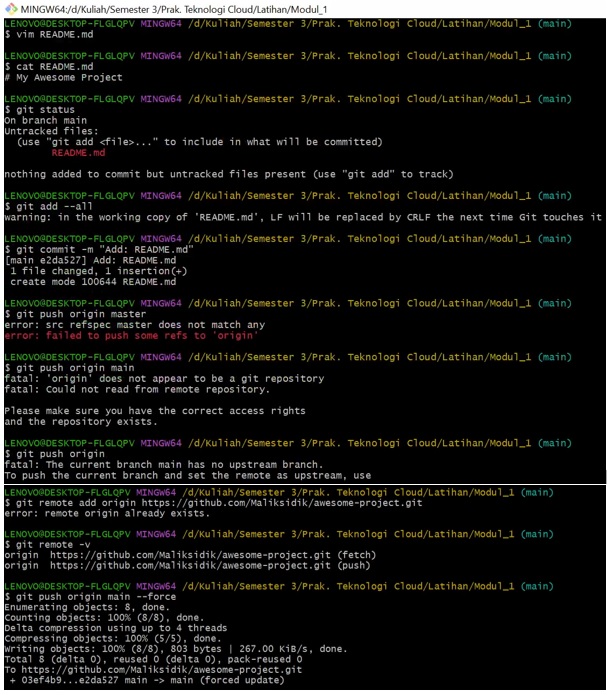 MINGW64:/d/Kuliah/Semester 3/Prak. Teknologi Cloud/Latihan/Modul_1
LENOVO@DESKTOP-FLGLQPV MINGW64 /d/Kuliah/Semester 3/Prak. Teknologi Cloud/Latihan/Modul_1 (main)
$ vim README.md
LENOVO@DESKTOP-FLGLQPV MINGW64 /d/Kuliah/Semester 3/Prak. Teknologi Cloud/Latihan/Modul_1 (main)
$ cat README.md
# My Awesome Project
LENOVO@DESKTOP-FLGLQPV MINGW64 /d/Kuliah/Semester 3/Prak. Teknologi Cloud/Latihan/Modul_1 (main)
$ git status
On branch main
Untracked files:
  (use "git add <file>..." to include in what will be committed)
        README.md
nothing added to commit but untracked files present (use "git add" to track)
LENOVO@DESKTOP-FLGLQPV MINGW64 /d/Kuliah/Semester 3/Prak. Teknologi Cloud/Latihan/Modul_1 (main)
$ git add --all
warning: in the working copy of 'README.md', LF will be replaced by CRLF the next time Git touches it
LENOVO@DESKTOP-FLGLQPV MINGW64 /d/Kuliah/Semester 3/Prak. Teknologi Cloud/Latihan/Modul_1 (main)
$ git commit -m "Add: README.md"
[main e2da527] Add: README.md
 1 file changed, 1 insertion(+)
 create mode 100644 README.md
LENOVO@DESKTOP-FLGLQPV MINGW64 /d/Kuliah/Semester 3/Prak. Teknologi Cloud/Latihan/Modul_1 (main)
$ git push origin master
error: src refspec master does not match any
error: failed to push some refs to 'origin'
LENOVO@DESKTOP-FLGLQPV MINGW64 /d/Kuliah/Semester 3/Prak. Teknologi Cloud/Latihan/Modul_1 (main)
$ git push origin main
fatal: 'origin' does not appear to be a git repository
fatal: Could not read from remote repository.
Please make sure you have the correct access rights
and the repository exists.
LENOVO@DESKTOP-FLGLQPV MINGW64 /d/Kuliah/Semester 3/Prak. Teknologi Cloud/Latihan/Modul_1 (main)
$ git push origin
fatal: The current branch main has no upstream branch.
To push the current branch and set the remote as upstream, use
LENOVO@DESKTOP-FLGLQPV MINGW64 /d/Kuliah/Semester 3/Prak. Teknologi Cloud/Latihan/Modul_1 (main)
$ git remote add origin https://github.com/Maliksidik/awesome-project.git
error: remote origin already exists.
LENOVO@DESKTOP-FLGLQPV MINGW64 /d/Kuliah/Semester 3/Prak. Teknologi Cloud/Latihan/Modul_1 (main)
$ git remote -v
origin  https://github.com/Maliksidik/awesome-project.git (fetch)
origin  https://github.com/Maliksidik/awesome-project.git (push)
LENOVO@DESKTOP-FLGLQPV MINGW64 /d/Kuliah/Semester 3/Prak. Teknologi Cloud/Latihan/Modul_1 (main)
$ git push origin main --force
Enumerating objects: 8, done.
Counting objects: 100% (8/8), done.
Delta compression using up to 4 threads
Compressing objects: 100% (5/5), done.
Writing objects: 100% (8/8), 803 bytes | 267.00 KiB/s, done.
Total 8 (delta 0), reused 0 (delta 0), pack-reused 0
To https://github.com/Maliksidik/awesome-project.git
 + 03ef4b9...e2da527 main -> main (forced update)